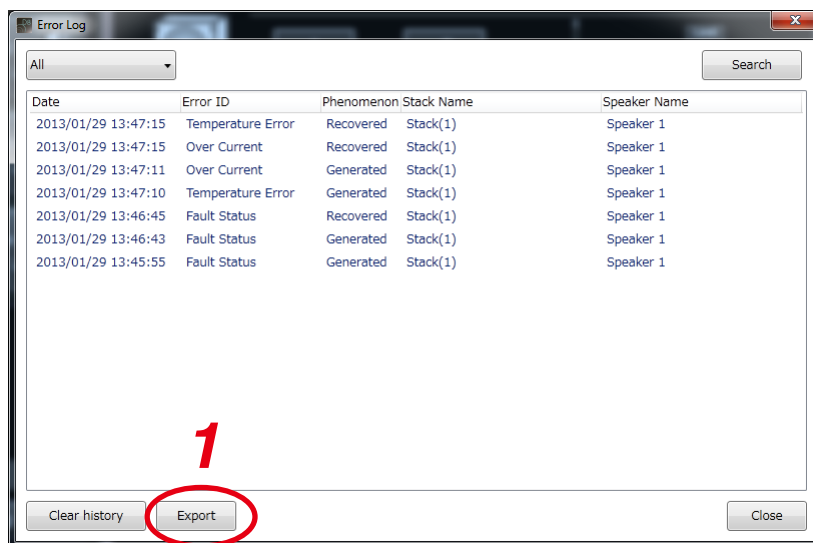 Error Log
All Search
Date Error ID Phenomenon Stack Name Speaker Name
2013/01/29 13:47:15 Temperature Error Recovered Stack(1) Speaker 1
2013/01/29 13:47:15 Over Current Recovered Stack(1) Speaker 1
2013/01/29 13:47:11 Over Current Generated Stack(1) Speaker 1
2013/01/29 13:47:10 Temperature Error Generated Stack(1) Speaker 1
2013/01/29 13:46:45 Fault Status Recovered Stack(1) Speaker 1
2013/01/29 13:46:43 Fault Status Generated Stack(1) Speaker 1
2013/01/29 13:45:55 Fault Status Generated Stack(1) Speaker 1
1
Clear history Export Close